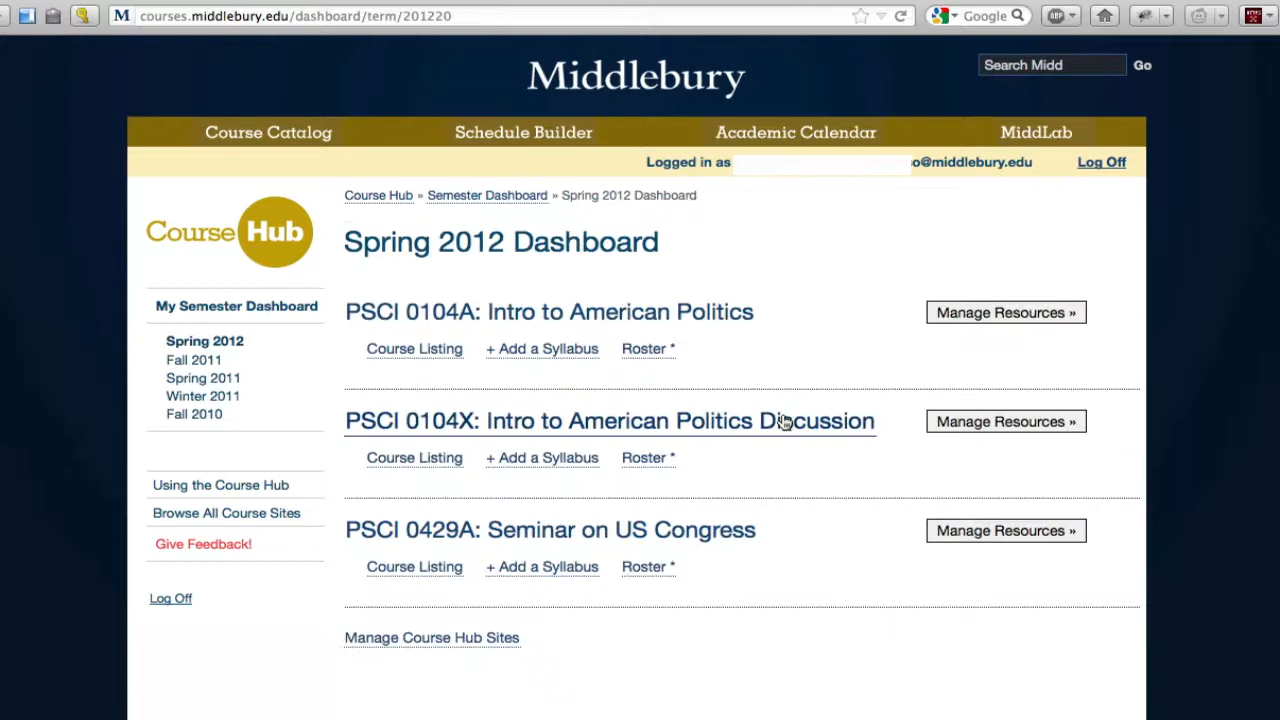 courses.middlebury.edu/dashboard/term/201220
Google
ABP
Middlebury
Search Midd Go
Course Catalog Schedule Builder Academic Calendar MiddLab
Logged in as o@middlebury.edu Log Off
Course Hub » Semester Dashboard » Spring 2012 Dashboard
Course Hub
Spring 2012 Dashboard
My Semester Dashboard
Spring 2012
Fall 2011
Spring 2011
Winter 2011
Fall 2010
Using the Course Hub
Browse All Course Sites
Give Feedback!
Log Off
PSCI 0104A: Intro to American Politics Manage Resources »
Course Listing + Add a Syllabus Roster *
PSCI 0104X: Intro to American Politics Discussion Manage Resources »
Course Listing + Add a Syllabus Roster *
PSCI 0429A: Seminar on US Congress Manage Resources »
Course Listing + Add a Syllabus Roster *
Manage Course Hub Sites